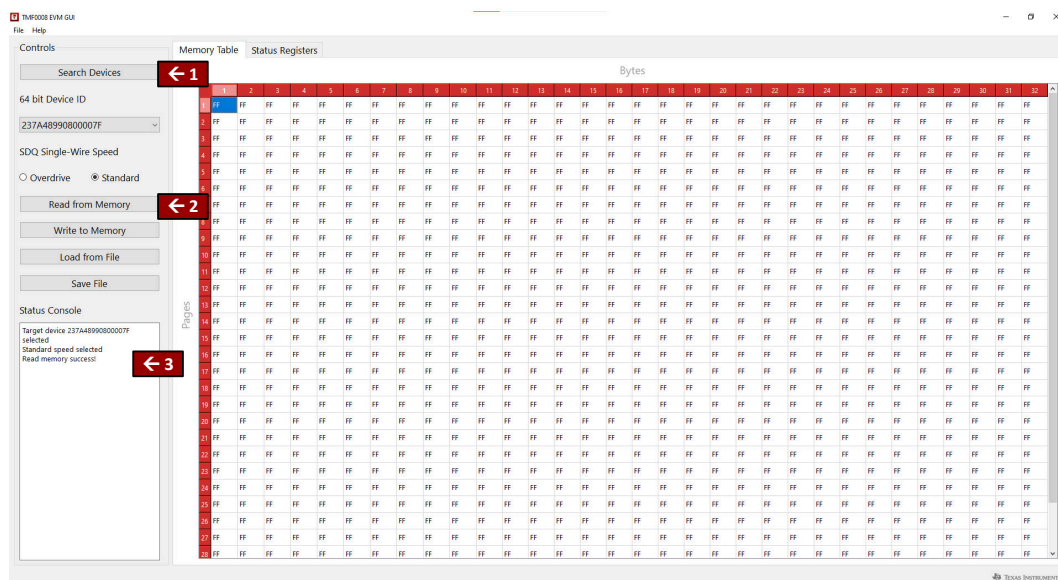 TMF0008 EVM GUI
File Help
Controls
Search Devices
← 1
64 bit Device ID
237A48990800007F
SDQ Single-Wire Speed
Overdrive Standard
Read from Memory
← 2
Write to Memory
Load from File
Save File
Status Console
Target device 237A48990800007F
selected
Standard speed selected
Read memory success!
← 3
Memory Table Status Registers
Bytes
Pages
1 2 3 4 5 6 7 8 9 10 11 12 13 14 15 16 17 18 19 20 21 22 23 24 25 26 27 28 29 30 31 32
1 FF FF FF FF FF FF FF FF FF FF FF FF FF FF FF FF FF FF FF FF FF FF FF FF FF FF FF FF FF FF FF FF
2 FF FF FF FF FF FF FF FF FF FF FF FF FF FF FF FF FF FF FF FF FF FF FF FF FF FF FF FF FF FF FF FF
3 FF FF FF FF FF FF FF FF FF FF FF FF FF FF FF FF FF FF FF FF FF FF FF FF FF FF FF FF FF FF FF FF
4 FF FF FF FF FF FF FF FF FF FF FF FF FF FF FF FF FF FF FF FF FF FF FF FF FF FF FF FF FF FF FF FF
5 FF FF FF FF FF FF FF FF FF FF FF FF FF FF FF FF FF FF FF FF FF FF FF FF FF FF FF FF FF FF FF FF
6 FF FF FF FF FF FF FF FF FF FF FF FF FF FF FF FF FF FF FF FF FF FF FF FF FF FF FF FF FF FF FF FF
FF FF FF FF FF FF FF FF FF FF FF FF FF FF FF FF FF FF FF FF FF FF FF FF FF FF FF FF FF FF FF FF
FF FF FF FF FF FF FF FF FF FF FF FF FF FF FF FF FF FF FF FF FF FF FF FF FF FF FF FF FF FF FF FF
9 FF FF FF FF FF FF FF FF FF FF FF FF FF FF FF FF FF FF FF FF FF FF FF FF FF FF FF FF FF FF FF FF
10 FF FF FF FF FF FF FF FF FF FF FF FF FF FF FF FF FF FF FF FF FF FF FF FF FF FF FF FF FF FF FF FF
11 FF FF FF FF FF FF FF FF FF FF FF FF FF FF FF FF FF FF FF FF FF FF FF FF FF FF FF FF FF FF FF FF
12 FF FF FF FF FF FF FF FF FF FF FF FF FF FF FF FF FF FF FF FF FF FF FF FF FF FF FF FF FF FF FF FF
13 FF FF FF FF FF FF FF FF FF FF FF FF FF FF FF FF FF FF FF FF FF FF FF FF FF FF FF FF FF FF FF FF
14 FF FF FF FF FF FF FF FF FF FF FF FF FF FF FF FF FF FF FF FF FF FF FF FF FF FF FF FF FF FF FF FF
15 FF FF FF FF FF FF FF FF FF FF FF FF FF FF FF FF FF FF FF FF FF FF FF FF FF FF FF FF FF FF FF FF
16 FF FF FF FF FF FF FF FF FF FF FF FF FF FF FF FF FF FF FF FF FF FF FF FF FF FF FF FF FF FF FF FF
17 FF FF FF FF FF FF FF FF FF FF FF FF FF FF FF FF FF FF FF FF FF FF FF FF FF FF FF FF FF FF FF FF
18 FF FF FF FF FF FF FF FF FF FF FF FF FF FF FF FF FF FF FF FF FF FF FF FF FF FF FF FF FF FF FF FF
19 FF FF FF FF FF FF FF FF FF FF FF FF FF FF FF FF FF FF FF FF FF FF FF FF FF FF FF FF FF FF FF FF
20 FF FF FF FF FF FF FF FF FF FF FF FF FF FF FF FF FF FF FF FF FF FF FF FF FF FF FF FF FF FF FF FF
21 FF FF FF FF FF FF FF FF FF FF FF FF FF FF FF FF FF FF FF FF FF FF FF FF FF FF FF FF FF FF FF FF
22 FF FF FF FF FF FF FF FF FF FF FF FF FF FF FF FF FF FF FF FF FF FF FF FF FF FF FF FF FF FF FF FF
23 FF FF FF FF FF FF FF FF FF FF FF FF FF FF FF FF FF FF FF FF FF FF FF FF FF FF FF FF FF FF FF FF
24 FF FF FF FF FF FF FF FF FF FF FF FF FF FF FF FF FF FF FF FF FF FF FF FF FF FF FF FF FF FF FF FF
25 FF FF FF FF FF FF FF FF FF FF FF FF FF FF FF FF FF FF FF FF FF FF FF FF FF FF FF FF FF FF FF FF
26 FF FF FF FF FF FF FF FF FF FF FF FF FF FF FF FF FF FF FF FF FF FF FF FF FF FF FF FF FF FF FF FF
27 FF FF FF FF FF FF FF FF FF FF FF FF FF FF FF FF FF FF FF FF FF FF FF FF FF FF FF FF FF FF FF FF
28 FF FF FF FF FF FF FF FF FF FF FF FF FF FF FF FF FF FF FF FF FF FF FF FF FF FF FF FF FF FF FF FF
TEXAS INSTRUMENT